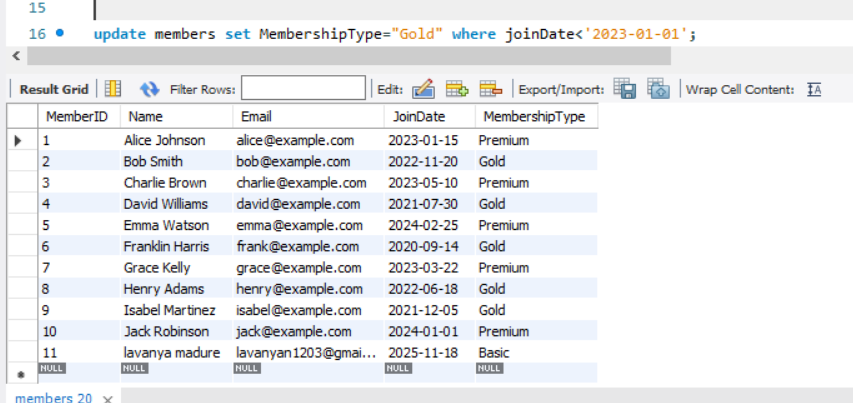 15
16 update members set MembershipType="Gold" where joinDate<'2023-01-01';
Result Grid Filter Rows: Edit: Export/Import: Wrap Cell Content: IA
MemberID Name Email JoinDate MembershipType
1 Alice Johnson alice@example.com 2023-01-15 Premium
2 Bob Smith bob@example.com 2022-11-20 Gold
3 Charlie Brown charlie@example.com 2023-05-10 Premium
4 David Williams david@example.com 2021-07-30 Gold
5 Emma Watson emma@example.com 2024-02-25 Premium
6 Franklin Harris frank@example.com 2020-09-14 Gold
7 Grace Kelly grace@example.com 2023-03-22 Premium
8 Henry Adams henry@example.com 2022-06-18 Gold
9 Isabel Martinez isabel@example.com 2021-12-05 Gold
10 Jack Robinson jack@example.com 2024-01-01 Premium
11 lavanya madure lavanyan1203@gmai... 2025-11-18 Basic
NULL NULL NULL NULL NULL
members 20